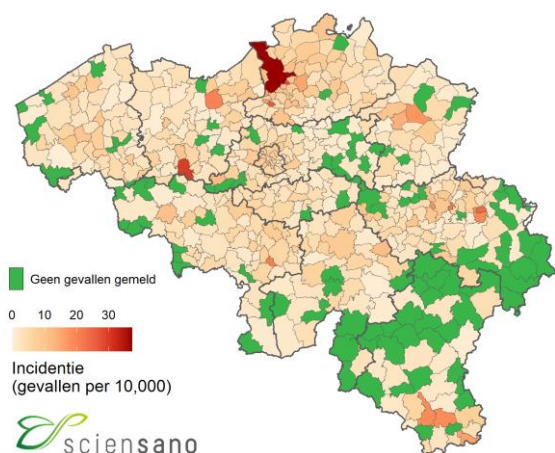 Geen gevallen gemeld
0 10 20 30
Incidentie
(gevallen per 10,000)
sciensano